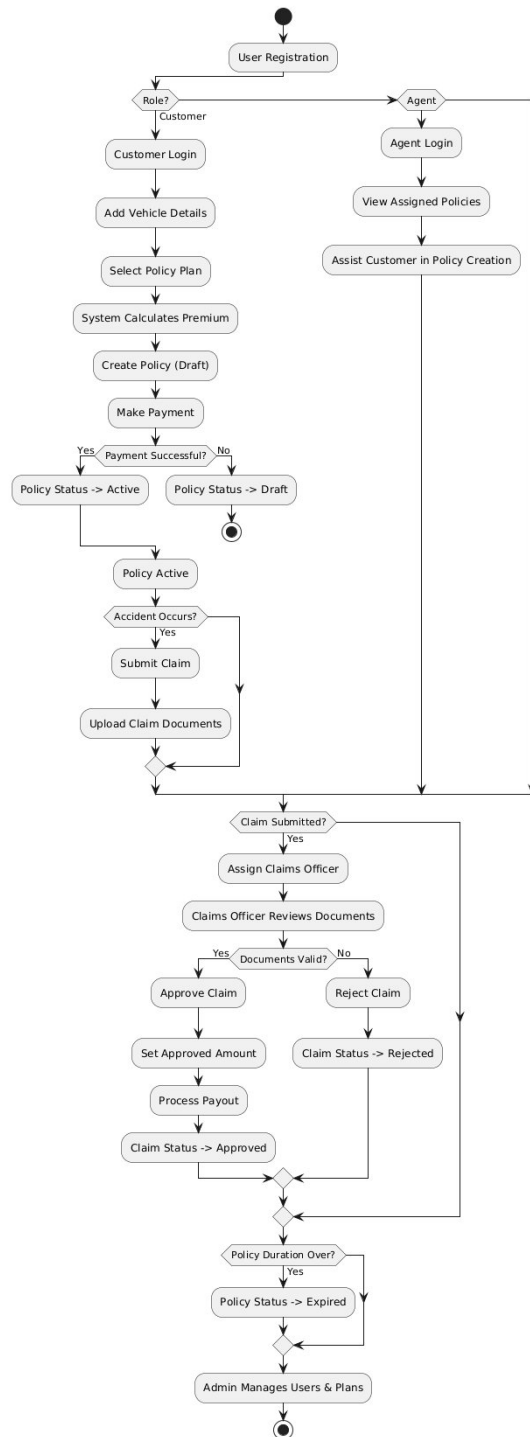 User Registration
Role?
Customer
Agent
Customer Login
Agent Login
Add Vehicle Details
View Assigned Policies
Select Policy Plan
Assist Customer in Policy Creation
System Calculates Premium
Create Policy (Draft)
Make Payment
Yes
Payment Successful?
No
Policy Status -> Active
Policy Status -> Draft
Policy Active
Accident Occurs?
Yes
Submit Claim
Upload Claim Documents
Claim Submitted?
Yes
Assign Claims Officer
Claims Officer Reviews Documents
Yes
Documents Valid?
No
Approve Claim
Reject Claim
Set Approved Amount
Claim Status -> Rejected
Process Payout
Claim Status -> Approved
Policy Duration Over?
Yes
Policy Status -> Expired
Admin Manages Users & Plans